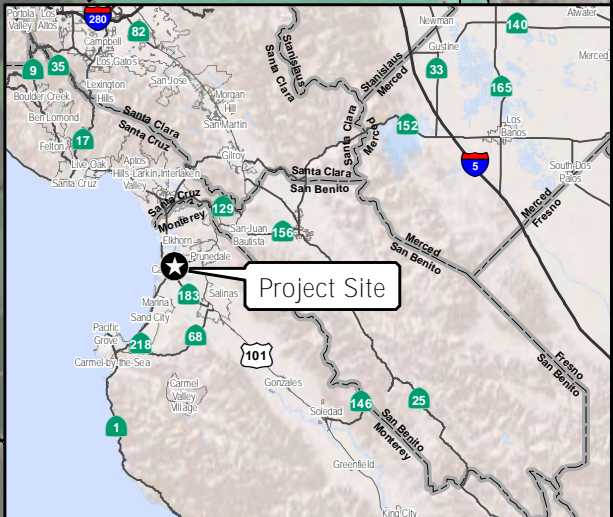 Portola
Valley
Los
Altos
280
82
Campbell
Los Gatos
9
35
San Jose
Lexington
Hills
Boulder Creek
Ben Lomond
Morgan
Hill
San Martin
17
Felton
Santa Clara
Santa Cruz
Live Oak
Aptos
Hills-Larkin
Valley
Interlaken
Gilroy
Santa Cruz
Newman
140
Atwater
Gustine
33
Merced
165
Stanislaus
Santa Clara
Stanislaus
Merced
152
Los
Banos
5
South Dos
Palos
Santa Clara
Merced
Santa Clara
San Benito
Merced
Fresno
Santa Cruz
Monterey
129
San Juan
Bautista
156
Elkhorn
Prunedale
Merced
San Benito
Project Site
183
Marina
Salinas
Sand City
Pacific
Grove
218
68
Carmel-by-the-Sea
101
Fresno
San Benito
Carmel
Valley
Village
Gonzales
Soledad
146
25
1
San Benito
Monterey
Greenfield
King City